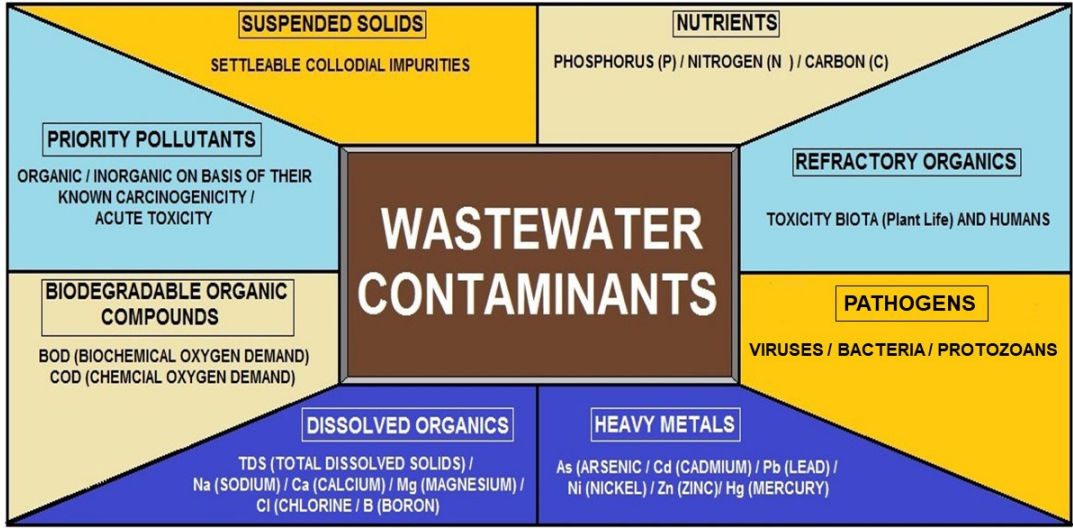 SUSPENDED SOLIDS
SETTLEABLE COLLODIAL IMPURITIES
NUTRIENTS
PHOSPHORUS (P) / NITROGEN (N ) / CARBON (C)
PRIORITY POLLUTANTS
ORGANIC / INORGANIC ON BASIS OF THEIR
KNOWN CARCINOGENICITY /
ACUTE TOXICITY
REFRACTORY ORGANICS
TOXICITY BIOTA (Plant Life) AND HUMANS
WASTEWATER
CONTAMINANTS
BIODEGRADABLE ORGANIC
COMPOUNDS
BOD (BIOCHEMICAL OXYGEN DEMAND)
COD (CHEMCIAL OXYGEN DEMAND)
PATHOGENS
VIRUSES / BACTERIA / PROTOZOANS
DISSOLVED ORGANICS
TDS (TOTAL DISSOLVED SOLIDS) /
Na (SODIUM) / Ca (CALCIUM) / Mg (MAGNESIUM) /
Cl (CHLORINE / B (BORON)
HEAVY METALS
As (ARSENIC / Cd (CADMIUM) / Pb (LEAD) /
Ni (NICKEL) / Zn (ZINC)/ Hg (MERCURY)